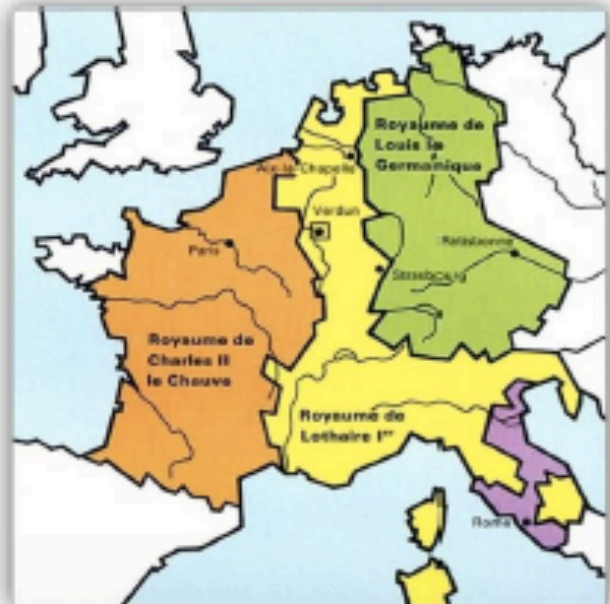 Royaume de
Louis le
Germanique
Aix-la-Chapelle
Verdun
Paris
Ratisbonne
Strasbourg
Royaume de
Charles II
le Chauve
Royaume de
Lothaire Iᵉʳ
Rome